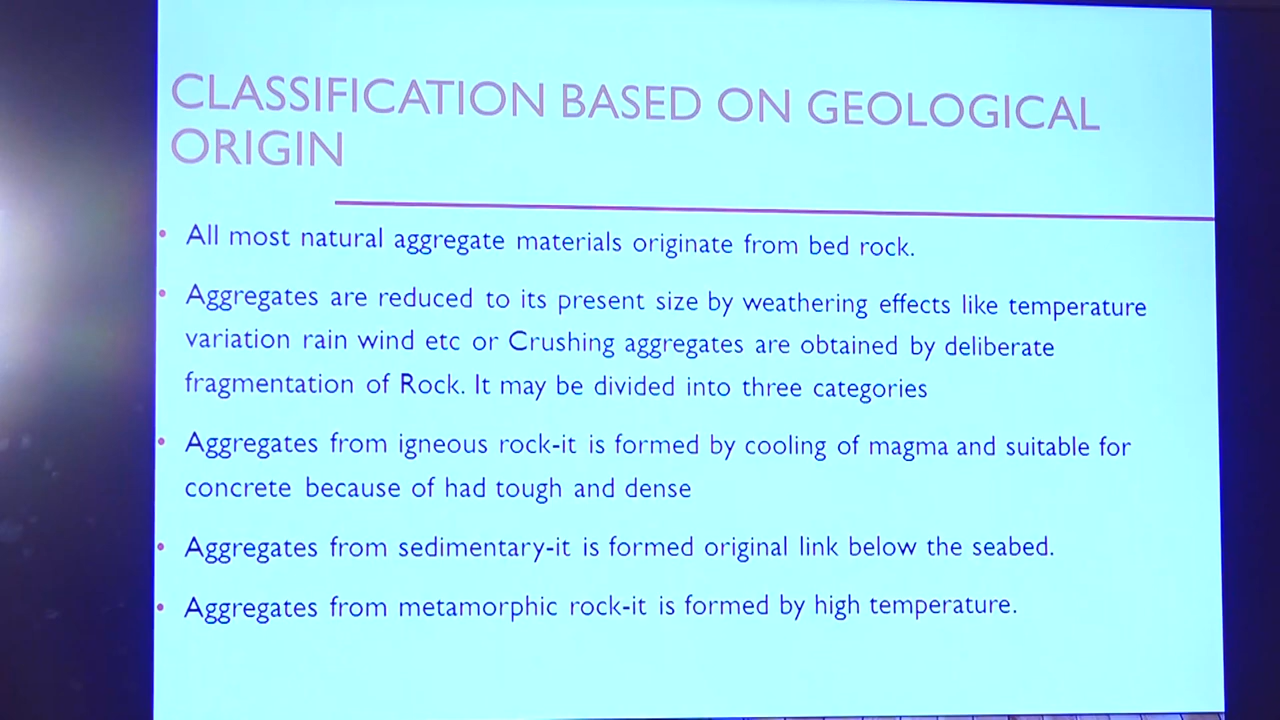 CLASSIFICATION BASED ON GEOLOGICAL
ORIGIN
• All most natural aggregate materials originate from bed rock.
• Aggregates are reduced to its present size by weathering effects like temperature
variation rain wind etc or Crushing aggregates are obtained by deliberate
fragmentation of Rock. It may be divided into three categories
• Aggregates from igneous rock-it is formed by cooling of magma and suitable for
concrete because of had tough and dense
• Aggregates from sedimentary-it is formed original link below the seabed.
• Aggregates from metamorphic rock-it is formed by high temperature.